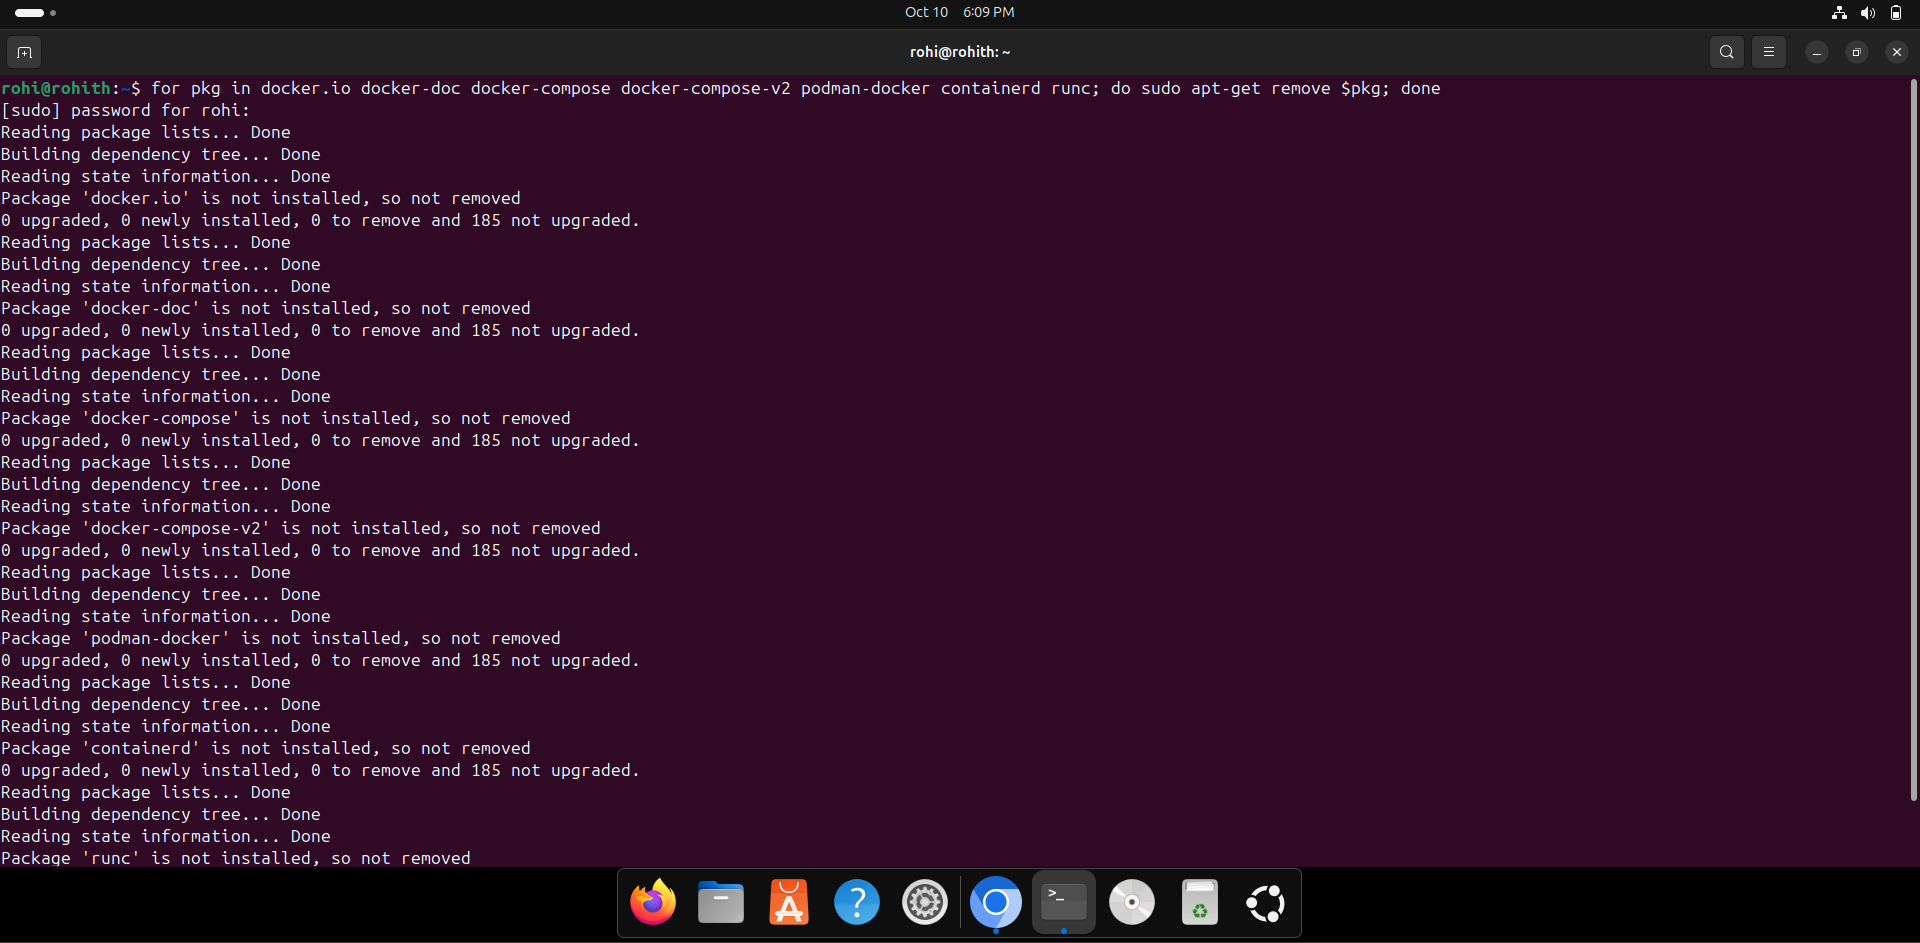 Oct 10 6:09 PM
rohi@rohith: ~
rohi@rohith:~$ for pkg in docker.io docker-doc docker-compose docker-compose-v2 podman-docker containerd runc; do sudo apt-get remove $pkg; done
[sudo] password for rohi:
Reading package lists... Done
Building dependency tree... Done
Reading state information... Done
Package 'docker.io' is not installed, so not removed
0 upgraded, 0 newly installed, 0 to remove and 185 not upgraded.
Reading package lists... Done
Building dependency tree... Done
Reading state information... Done
Package 'docker-doc' is not installed, so not removed
0 upgraded, 0 newly installed, 0 to remove and 185 not upgraded.
Reading package lists... Done
Building dependency tree... Done
Reading state information... Done
Package 'docker-compose' is not installed, so not removed
0 upgraded, 0 newly installed, 0 to remove and 185 not upgraded.
Reading package lists... Done
Building dependency tree... Done
Reading state information... Done
Package 'docker-compose-v2' is not installed, so not removed
0 upgraded, 0 newly installed, 0 to remove and 185 not upgraded.
Reading package lists... Done
Building dependency tree... Done
Reading state information... Done
Package 'podman-docker' is not installed, so not removed
0 upgraded, 0 newly installed, 0 to remove and 185 not upgraded.
Reading package lists... Done
Building dependency tree... Done
Reading state information... Done
Package 'containerd' is not installed, so not removed
0 upgraded, 0 newly installed, 0 to remove and 185 not upgraded.
Reading package lists... Done
Building dependency tree... Done
Reading state information... Done
Package 'runc' is not installed, so not removed